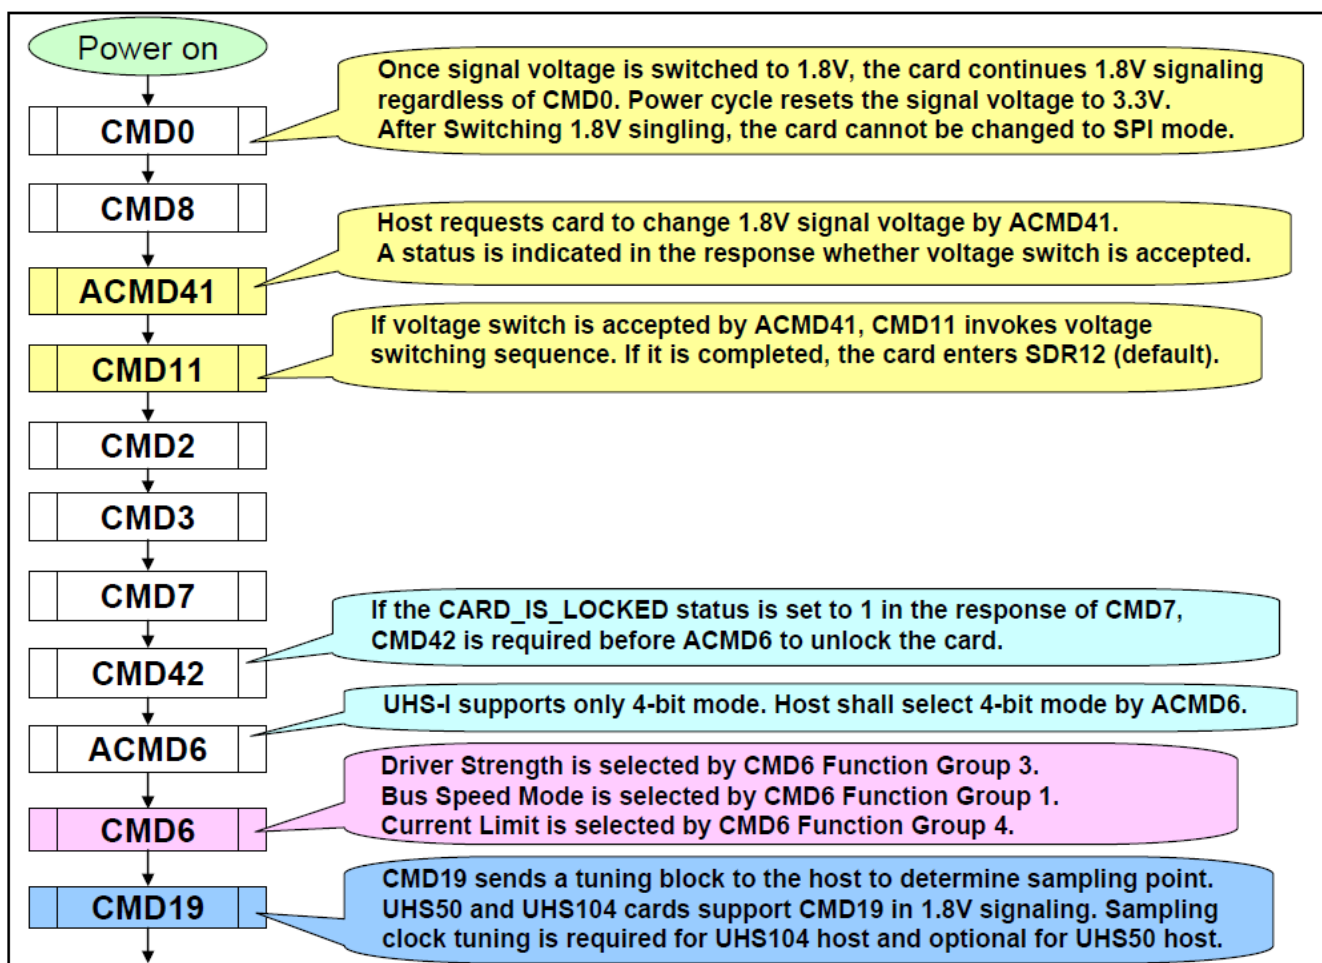 Power on
Once signal voltage is switched to 1.8V, the card continues 1.8V signaling
regardless of CMD0. Power cycle resets the signal voltage to 3.3V.
After Switching 1.8V singling, the card cannot be changed to SPI mode.
CMD0
CMD8
Host requests card to change 1.8V signal voltage by ACMD41.
A status is indicated in the response whether voltage switch is accepted.
ACMD41
If voltage switch is accepted by ACMD41, CMD11 invokes voltage
switching sequence. If it is completed, the card enters SDR12 (default).
CMD11
CMD2
CMD3
CMD7
If the CARD_IS_LOCKED status is set to 1 in the response of CMD7,
CMD42 is required before ACMD6 to unlock the card.
CMD42
UHS-I supports only 4-bit mode. Host shall select 4-bit mode by ACMD6.
ACMD6
Driver Strength is selected by CMD6 Function Group 3.
Bus Speed Mode is selected by CMD6 Function Group 1.
Current Limit is selected by CMD6 Function Group 4.
CMD6
CMD19 sends a tuning block to the host to determine sampling point.
UHS50 and UHS104 cards support CMD19 in 1.8V signaling. Sampling
clock tuning is required for UHS104 host and optional for UHS50 host.
CMD19